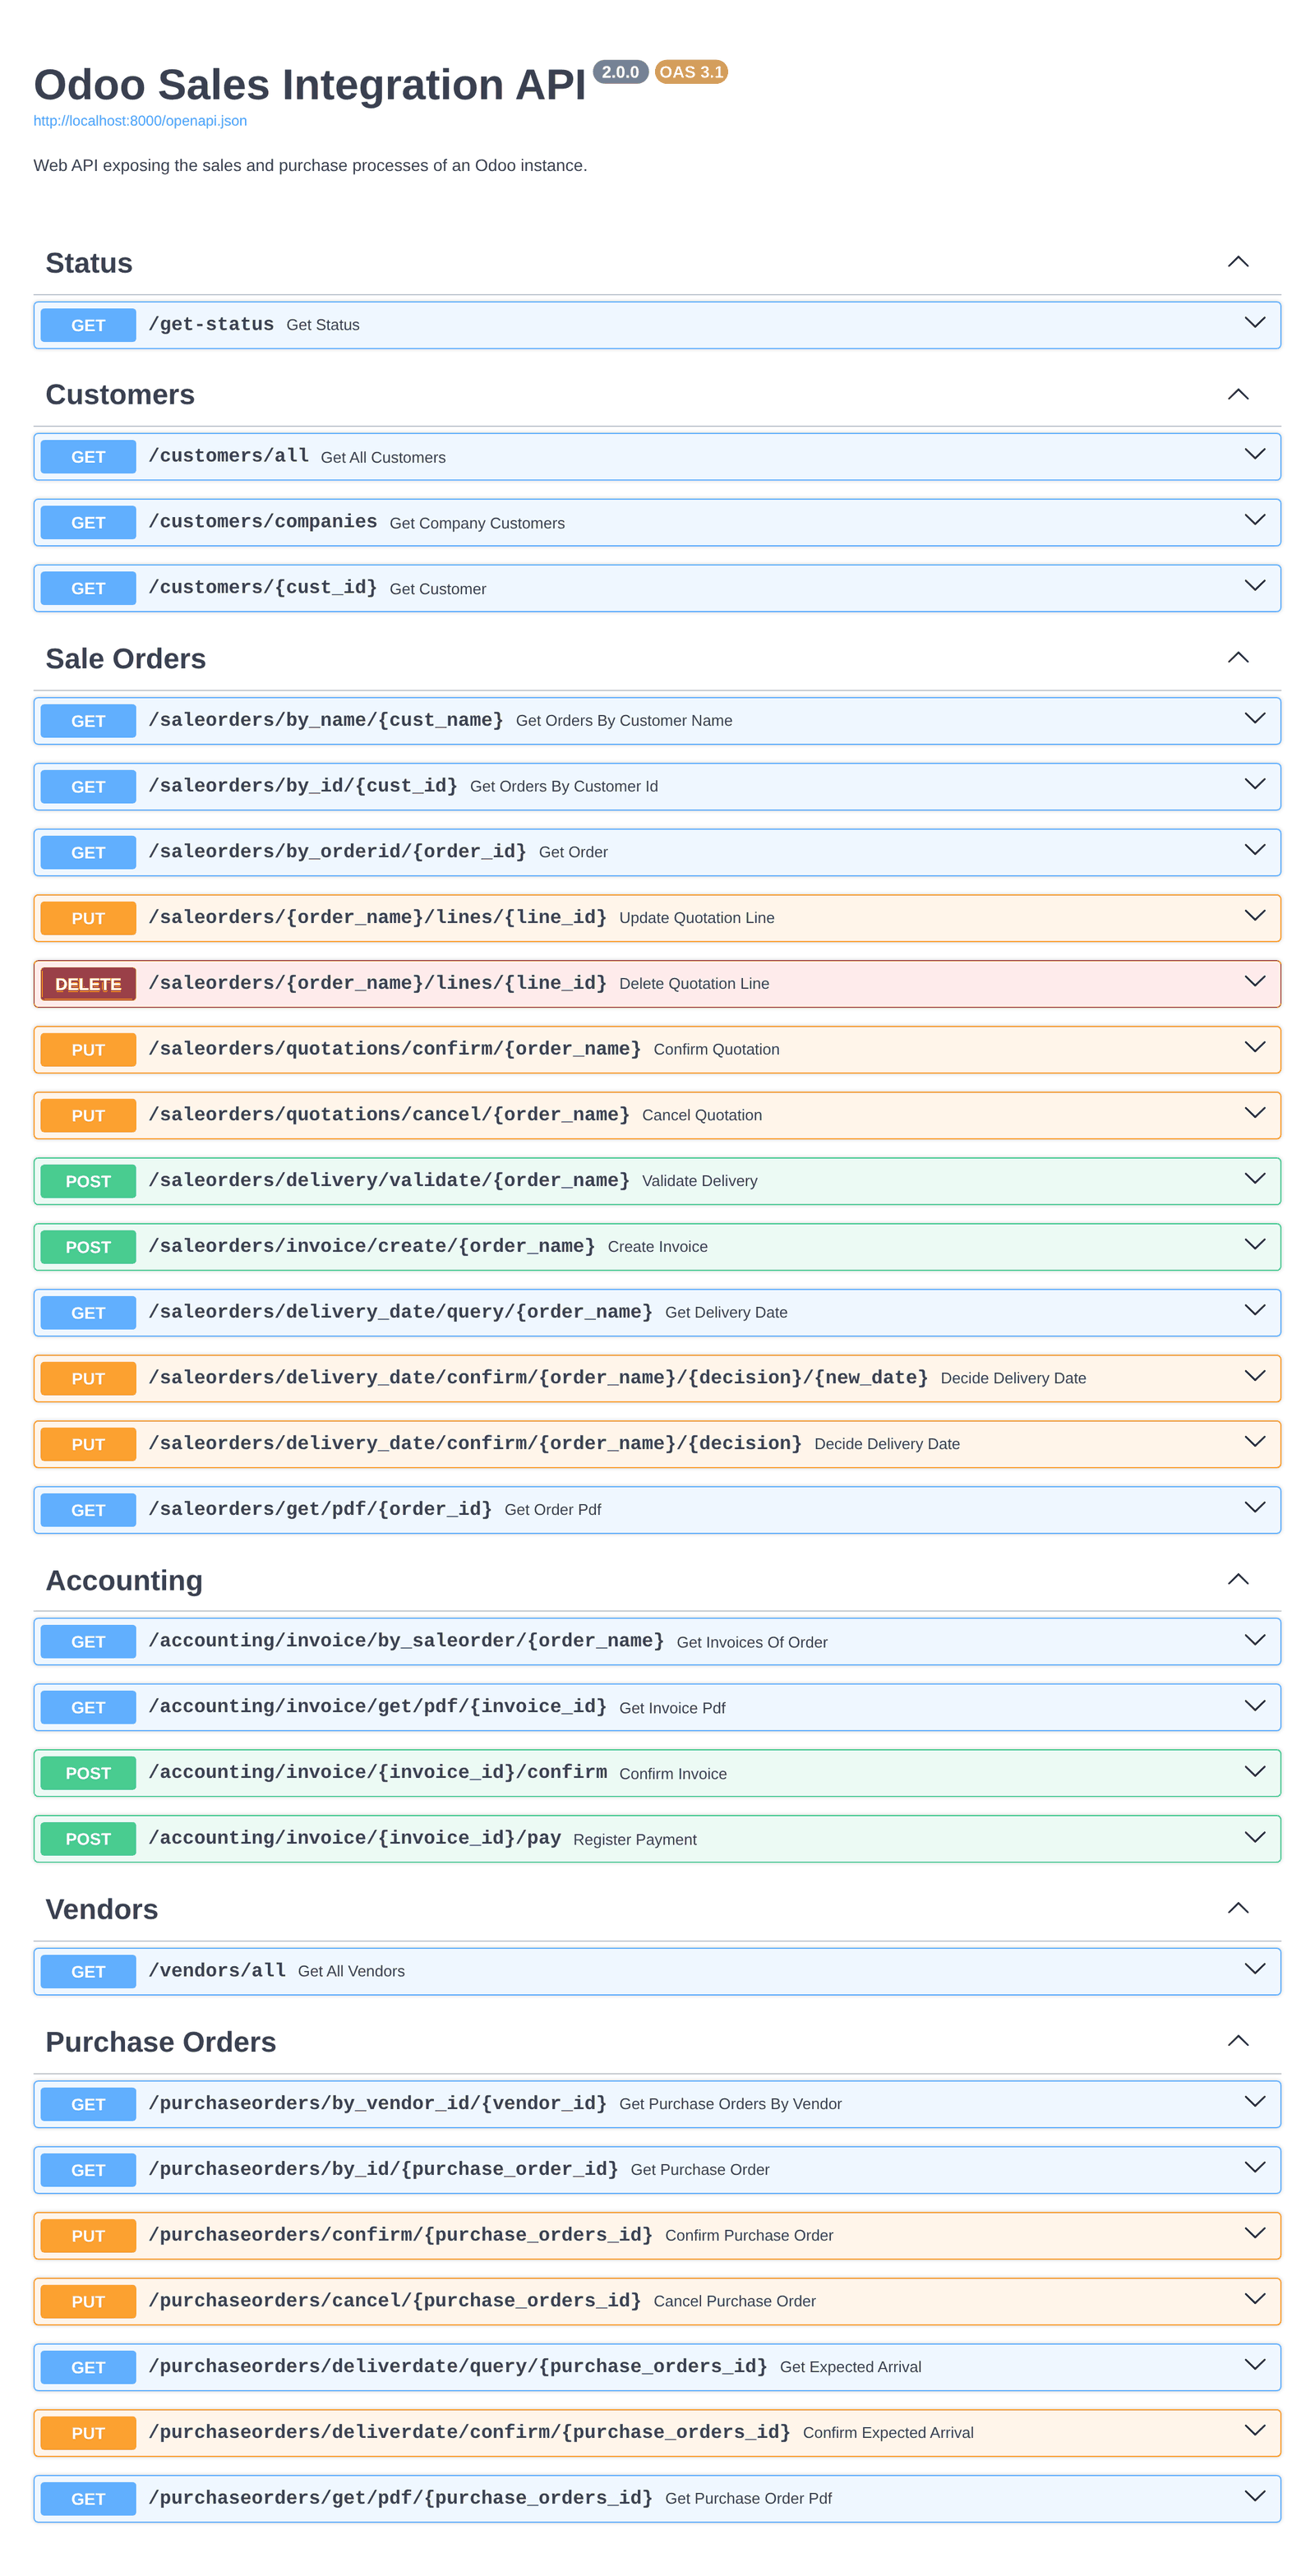 Odoo Sales Integration API 2.0.0 OAS 3.1
http://localhost:8000/openapi.json
Web API exposing the sales and purchase processes of an Odoo instance.
Status
GET /get-status Get Status
Customers
GET /customers/all Get All Customers
GET /customers/companies Get Company Customers
GET /customers/{cust_id} Get Customer
Sale Orders
GET /saleorders/by_name/{cust_name} Get Orders By Customer Name
GET /saleorders/by_id/{cust_id} Get Orders By Customer Id
GET /saleorders/by_orderid/{order_id} Get Order
PUT /saleorders/{order_name}/lines/{line_id} Update Quotation Line
DELETE /saleorders/{order_name}/lines/{line_id} Delete Quotation Line
PUT /saleorders/quotations/confirm/{order_name} Confirm Quotation
PUT /saleorders/quotations/cancel/{order_name} Cancel Quotation
POST /saleorders/delivery/validate/{order_name} Validate Delivery
POST /saleorders/invoice/create/{order_name} Create Invoice
GET /saleorders/delivery_date/query/{order_name} Get Delivery Date
PUT /saleorders/delivery_date/confirm/{order_name}/{decision}/{new_date} Decide Delivery Date
PUT /saleorders/delivery_date/confirm/{order_name}/{decision} Decide Delivery Date
GET /saleorders/get/pdf/{order_id} Get Order Pdf
Accounting
GET /accounting/invoice/by_saleorder/{order_name} Get Invoices Of Order
GET /accounting/invoice/get/pdf/{invoice_id} Get Invoice Pdf
POST /accounting/invoice/{invoice_id}/confirm Confirm Invoice
POST /accounting/invoice/{invoice_id}/pay Register Payment
Vendors
GET /vendors/all Get All Vendors
Purchase Orders
GET /purchaseorders/by_vendor_id/{vendor_id} Get Purchase Orders By Vendor
GET /purchaseorders/by_id/{purchase_order_id} Get Purchase Order
PUT /purchaseorders/confirm/{purchase_orders_id} Confirm Purchase Order
PUT /purchaseorders/cancel/{purchase_orders_id} Cancel Purchase Order
GET /purchaseorders/deliverdate/query/{purchase_orders_id} Get Expected Arrival
PUT /purchaseorders/deliverdate/confirm/{purchase_orders_id} Confirm Expected Arrival
GET /purchaseorders/get/pdf/{purchase_orders_id} Get Purchase Order Pdf